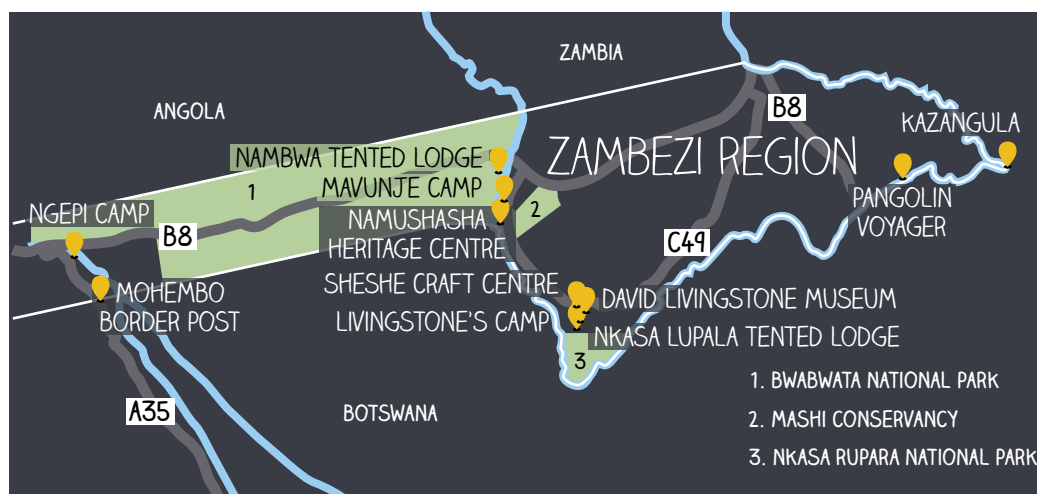 ZAMBIA
ANGOLA
B8
KAZANGULA
ZAMBEZI REGION
NAMBWA TENTED LODGE
1
MAVUNJE CAMP
PANGOLIN
VOYAGER
2
NGEPI CAMP
NAMUSHASHA
HERITAGE CENTRE
B8
C49
SHESHE CRAFT CENTRE
MOHEMBO
BORDER POST
DAVID LIVINGSTONE MUSEUM
LIVINGSTONE'S CAMP
NKASA LUPALA TENTED LODGE
3
A35
BOTSWANA
1. BWABWATA NATIONAL PARK
2. MASHI CONSERVANCY
3. NKASA RUPARA NATIONAL PARK